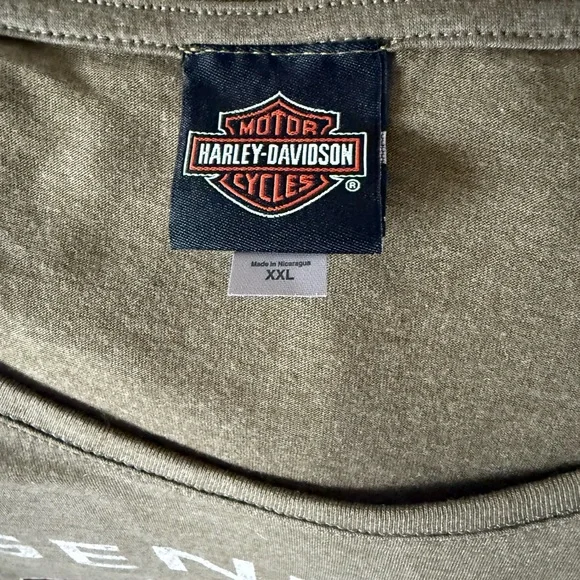 MOTOR
HARLEY-DAVIDSON
CYCLES
®
Made in Nicaragua
XXL